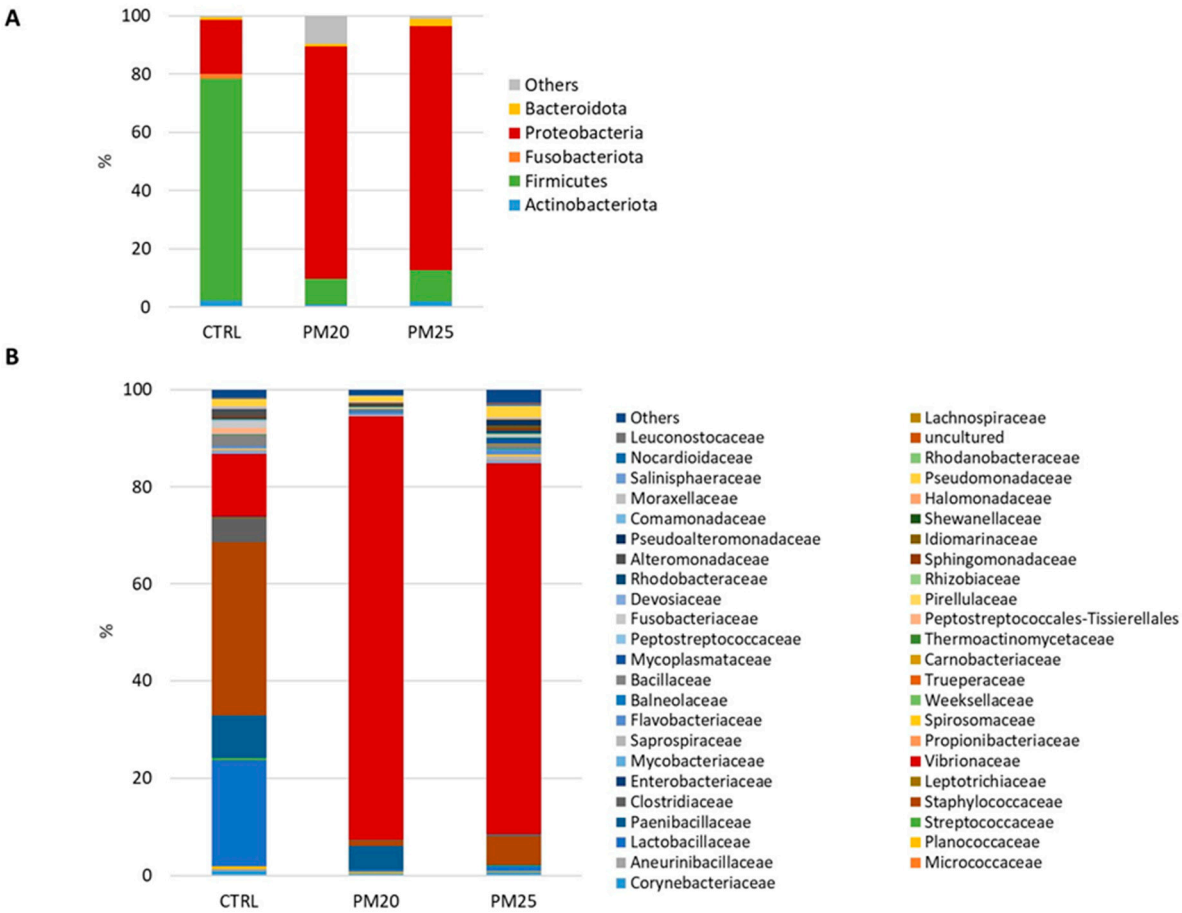 A
100
80
60
40
20
0
%
CTRL
PM20
PM25
Others
Bacteroidota
Proteobacteria
Fusobacteriota
Firmicutes
Actinobacteriota
B
100
80
60
40
20
0
%
CTRL
PM20
PM25
Others
Leuconostocaceae
Nocardioidaceae
Salinisphaeraceae
Moraxellaceae
Comamonadaceae
Pseudoalteromonadaceae
Alteromonadaceae
Rhodobacteraceae
Devosiaceae
Fusobacteriaceae
Peptostreptococcaceae
Mycoplasmataceae
Bacillaceae
Balneolaceae
Flavobacteriaceae
Saprospiraceae
Mycobacteriaceae
Enterobacteriaceae
Clostridiaceae
Paenibacillaceae
Lactobacillaceae
Aneurinibacillaceae
Corynebacteriaceae
Lachnospiraceae
uncultured
Rhodanobacteraceae
Pseudomonadaceae
Halomonadaceae
Shewanellaceae
Idiomarinaceae
Sphingomonadaceae
Rhizobiaceae
Pirellulaceae
Peptostreptococcales-Tissierellales
Thermoactinomycetaceae
Carnobacteriaceae
Trueperaceae
Weeksellaceae
Spirosomaceae
Propionibacteriaceae
Vibrionaceae
Leptotrichiaceae
Staphylococcaceae
Streptococcaceae
Planococcaceae
Micrococcaceae